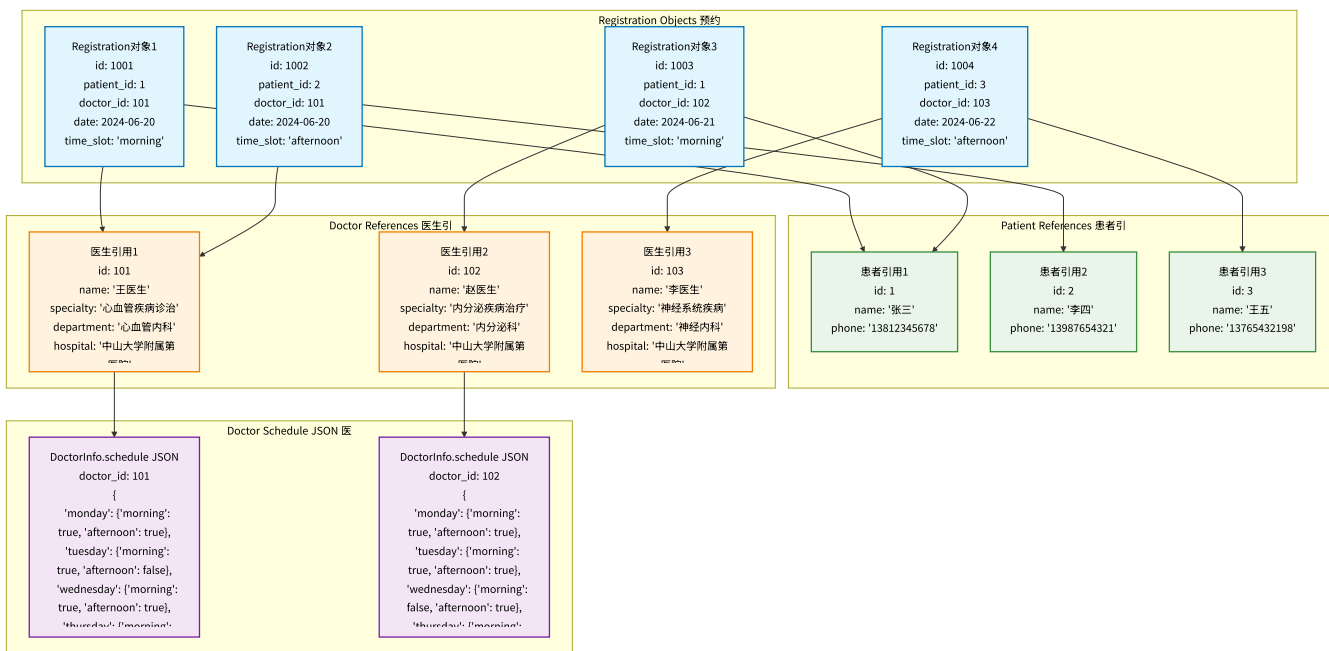 Registration Objects 预约
Registration对象1
id: 1001
patient_id: 1
doctor_id: 101
date: 2024-06-20
time_slot: 'morning'
Registration对象2
id: 1002
patient_id: 2
doctor_id: 101
date: 2024-06-20
time_slot: 'afternoon'
Registration对象3
id: 1003
patient_id: 1
doctor_id: 102
date: 2024-06-21
time_slot: 'morning'
Registration对象4
id: 1004
patient_id: 3
doctor_id: 103
date: 2024-06-22
time_slot: 'afternoon'
Doctor References 医生引
医生引用1
id: 101
name: '王医生'
specialty: '心血管疾病诊治'
department: '心血管内科'
hospital: '中山大学附属第
医生引用2
id: 102
name: '赵医生'
specialty: '内分泌疾病治疗'
department: '内分泌科'
hospital: '中山大学附属第
医生引用3
id: 103
name: '李医生'
specialty: '神经系统疾病'
department: '神经内科'
hospital: '中山大学附属第
Patient References 患者引
患者引用1
id: 1
name: '张三'
phone: '13812345678'
患者引用2
id: 2
name: '李四'
phone: '13987654321'
患者引用3
id: 3
name: '王五'
phone: '13765432198'
Doctor Schedule JSON 医
DoctorInfo.schedule JSON
doctor_id: 101
{
'monday': {'morning':
true, 'afternoon': true},
'tuesday': {'morning':
true, 'afternoon': false},
'wednesday': {'morning':
true, 'afternoon': true},
'thursday': {'morning':
DoctorInfo.schedule JSON
doctor_id: 102
{
'monday': {'morning':
true, 'afternoon': true},
'tuesday': {'morning':
true, 'afternoon': true},
'wednesday': {'morning':
false, 'afternoon': true},
'thursday': {'morning':